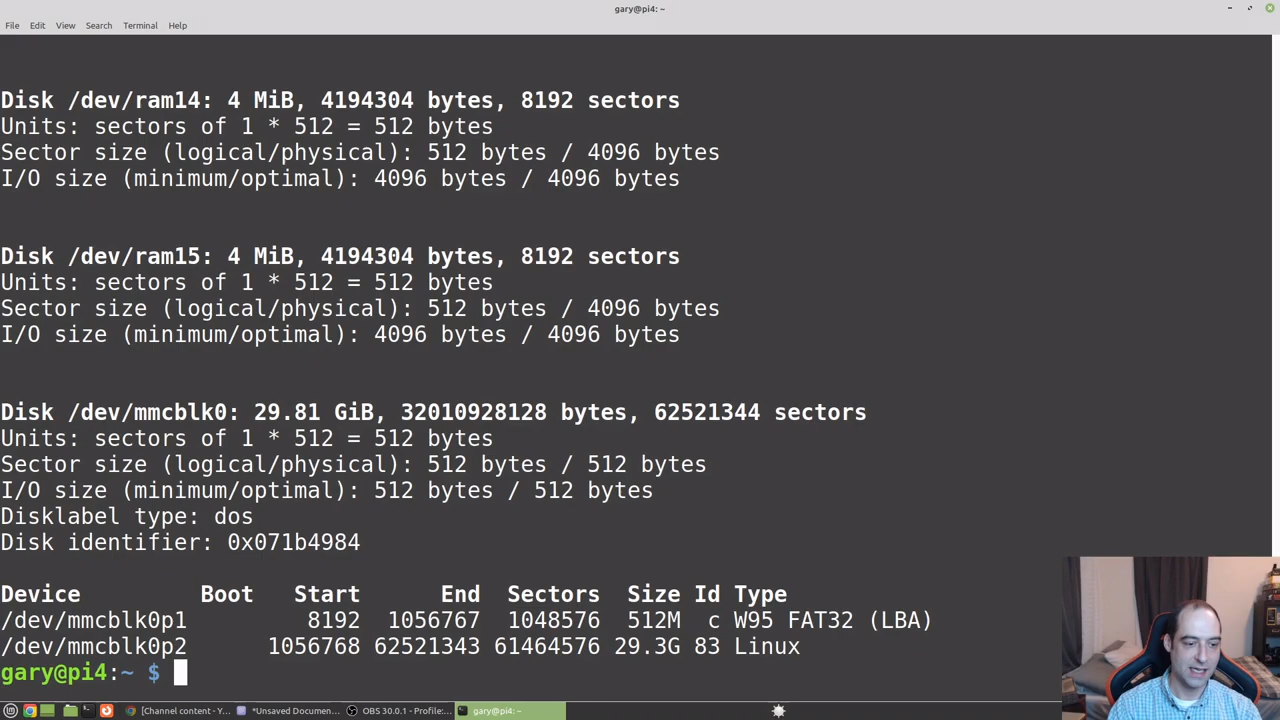 gary@pi4: ~
File Edit View Search Terminal Help
Disk /dev/ram14: 4 MiB, 4194304 bytes, 8192 sectors
Units: sectors of 1 * 512 = 512 bytes
Sector size (logical/physical): 512 bytes / 4096 bytes
I/O size (minimum/optimal): 4096 bytes / 4096 bytes
Disk /dev/ram15: 4 MiB, 4194304 bytes, 8192 sectors
Units: sectors of 1 * 512 = 512 bytes
Sector size (logical/physical): 512 bytes / 4096 bytes
I/O size (minimum/optimal): 4096 bytes / 4096 bytes
Disk /dev/mmcblk0: 29.81 GiB, 32010928128 bytes, 62521344 sectors
Units: sectors of 1 * 512 = 512 bytes
Sector size (logical/physical): 512 bytes / 512 bytes
I/O size (minimum/optimal): 512 bytes / 512 bytes
Disklabel type: dos
Disk identifier: 0x071b4984
Device Boot Start End Sectors Size Id Type
/dev/mmcblk0p1 8192 1056767 1048576 512M c W95 FAT32 (LBA)
/dev/mmcblk0p2 1056768 62521343 61464576 29.3G 83 Linux
gary@pi4:~ $
[Channel content - Y... *Unsaved Documen... OBS 30.0.1 - Profile:... gary@pi4: ~